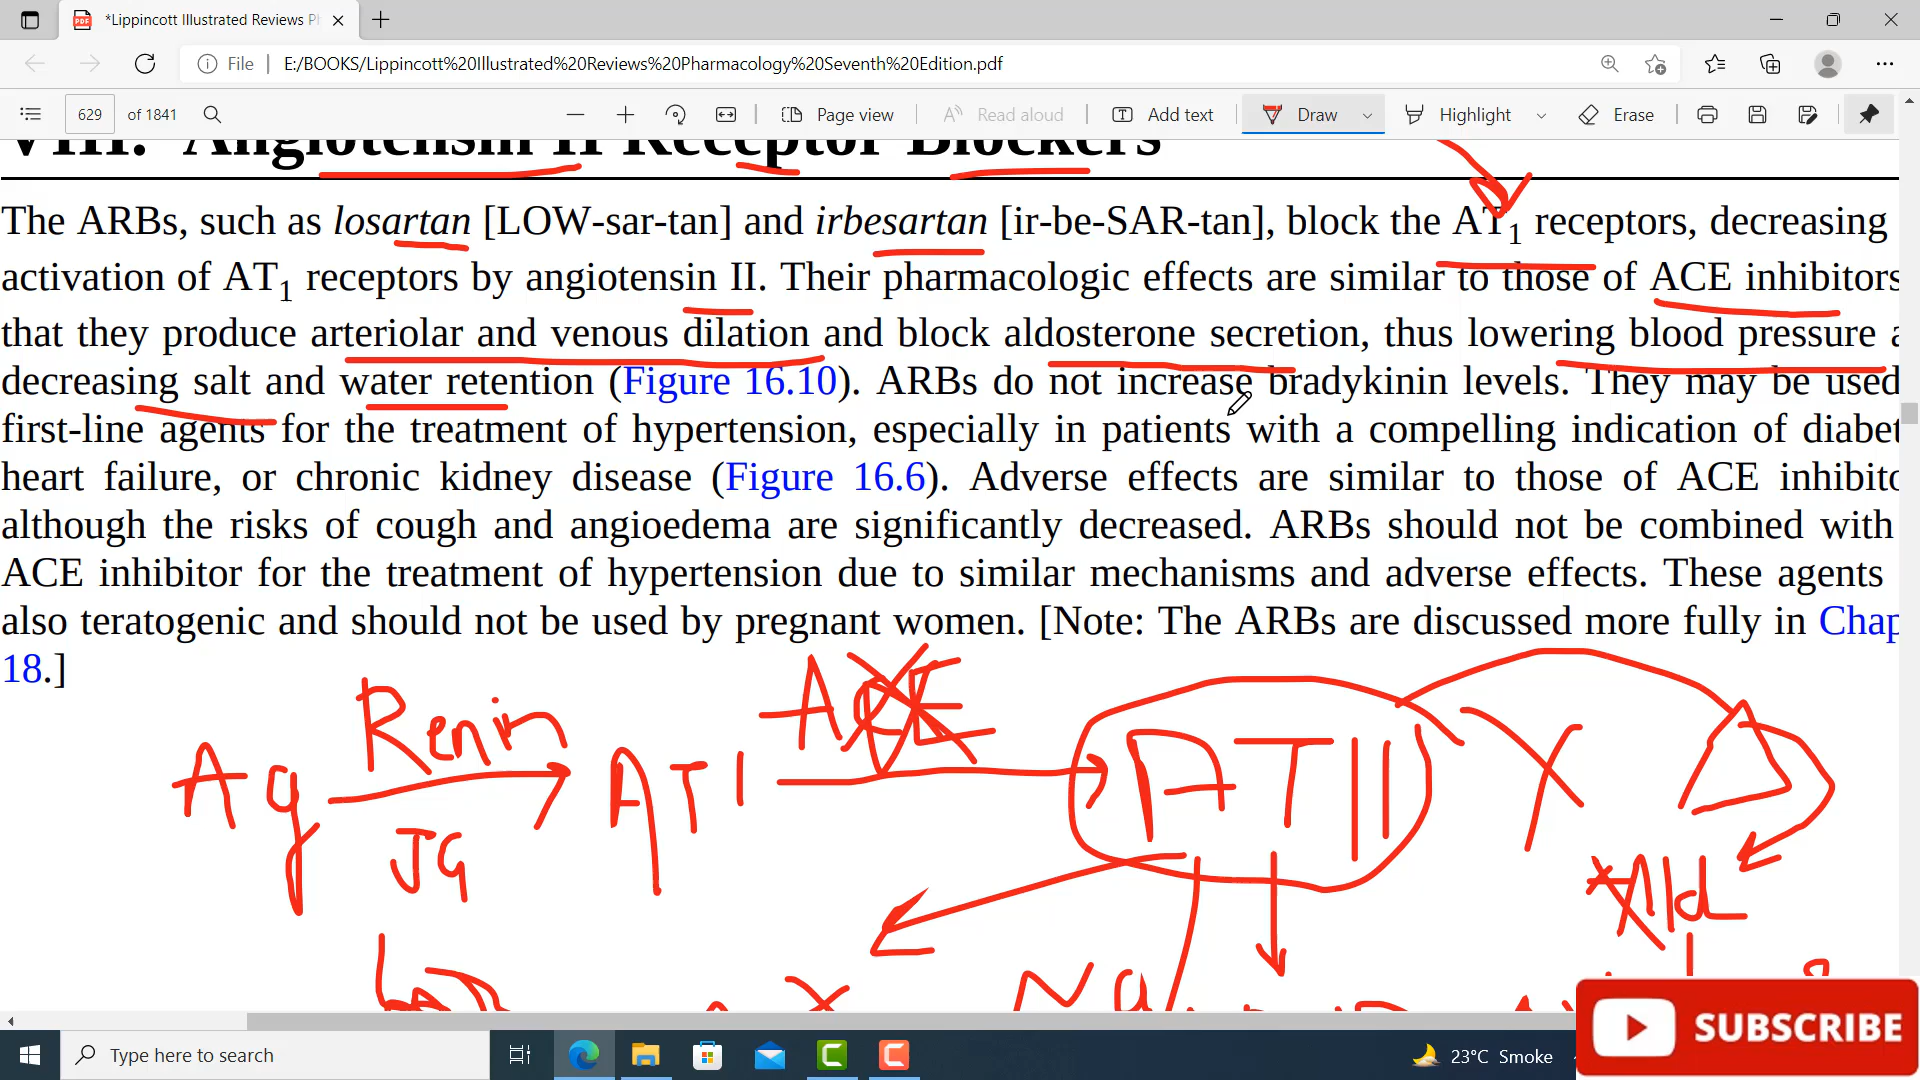 *Lippincott Illustrated Reviews Ph
File | E:/BOOKS/Lippincott%20Illustrated%20Reviews%20Pharmacology%20Seventh%20Edition.pdf
629 of 1841 Page view Read aloud Add text Draw Highlight Erase
VIII. Angiotensin II Receptor Blockers
The ARBs, such as losartan [LOW-sar-tan] and irbesartan [ir-be-SAR-tan], block the AT1 receptors, decreasing
activation of AT1 receptors by angiotensin II. Their pharmacologic effects are similar to those of ACE inhibitors
that they produce arteriolar and venous dilation and block aldosterone secretion, thus lowering blood pressure a
decreasing salt and water retention (Figure 16.10). ARBs do not increase bradykinin levels. They may be used
first-line agents for the treatment of hypertension, especially in patients with a compelling indication of diabet
heart failure, or chronic kidney disease (Figure 16.6). Adverse effects are similar to those of ACE inhibito
although the risks of cough and angioedema are significantly decreased. ARBs should not be combined with
ACE inhibitor for the treatment of hypertension due to similar mechanisms and adverse effects. These agents
also teratogenic and should not be used by pregnant women. [Note: The ARBs are discussed more fully in Chap
18.]
Renin ACE
Ag AT I AT II
JG
Ald
Na
SUBSCRIBE
Type here to search 23°C Smoke